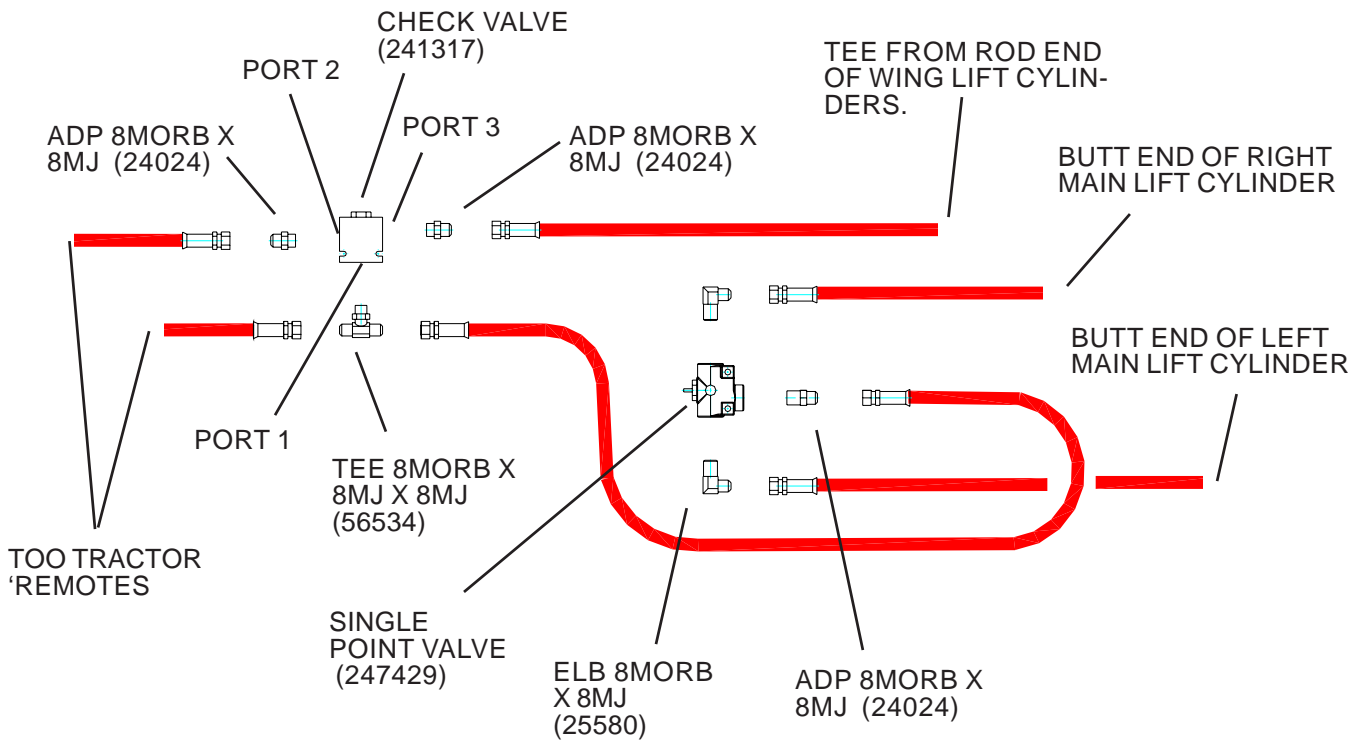 CHECK VALVE
(241317)
PORT 2
TEE FROM ROD END
OF WING LIFT CYLIN-
DERS.
ADP 8MORB X
8MJ (24024)
PORT 3
ADP 8MORB X
8MJ (24024)
BUTT END OF RIGHT
MAIN LIFT CYLINDER
BUTT END OF LEFT
MAIN LIFT CYLINDER
PORT 1
TEE 8MORB X
8MJ X 8MJ
(56534)
TOO TRACTOR
‘REMOTES
SINGLE
POINT VALVE
(247429)
ELB 8MORB
X 8MJ
(25580)
ADP 8MORB X
8MJ (24024)